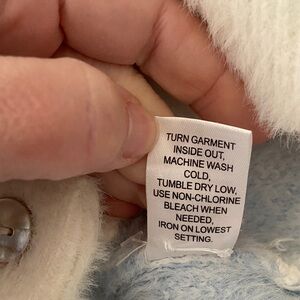 TURN GARMENT
INSIDE OUT,
MACHINE WASH
COLD,
TUMBLE DRY LOW,
USE NON-CHLORINE
BLEACH WHEN
NEEDED,
IRON ON LOWEST
SETTING.